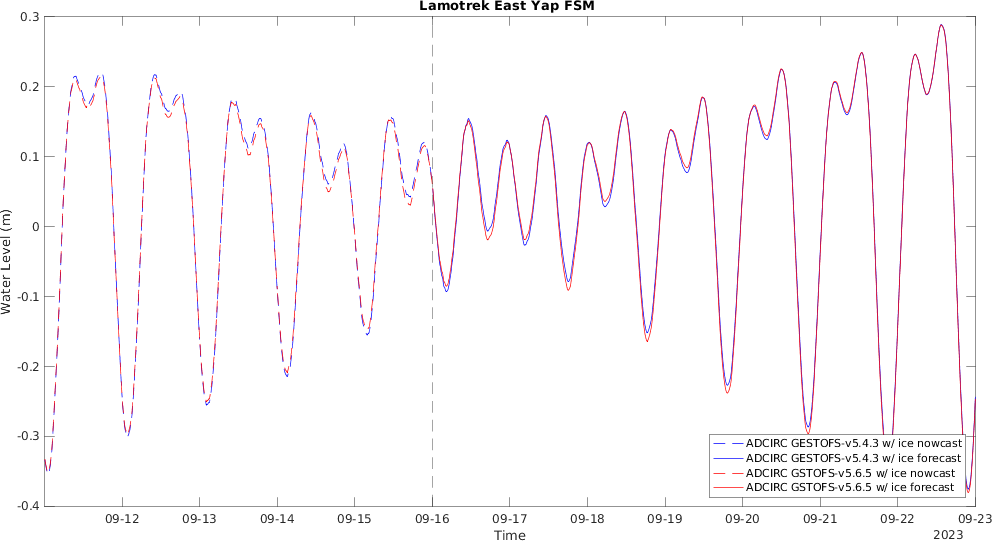 Lamotrek East Yap FSM
Water Level (m)
0.3
0.2
0.1
0
-0.1
-0.2
-0.3
-0.4
ADCIRC GESTOFS-v5.4.3 w/ ice nowcast
ADCIRC GESTOFS-v5.4.3 w/ ice forecast
ADCIRC GSTOFS-v5.6.5 w/ ice nowcast
ADCIRC GSTOFS-v5.6.5 w/ ice forecast
09-12 09-13 09-14 09-15 09-16 09-17 09-18 09-19 09-20 09-21 09-22 09-23
Time
2023